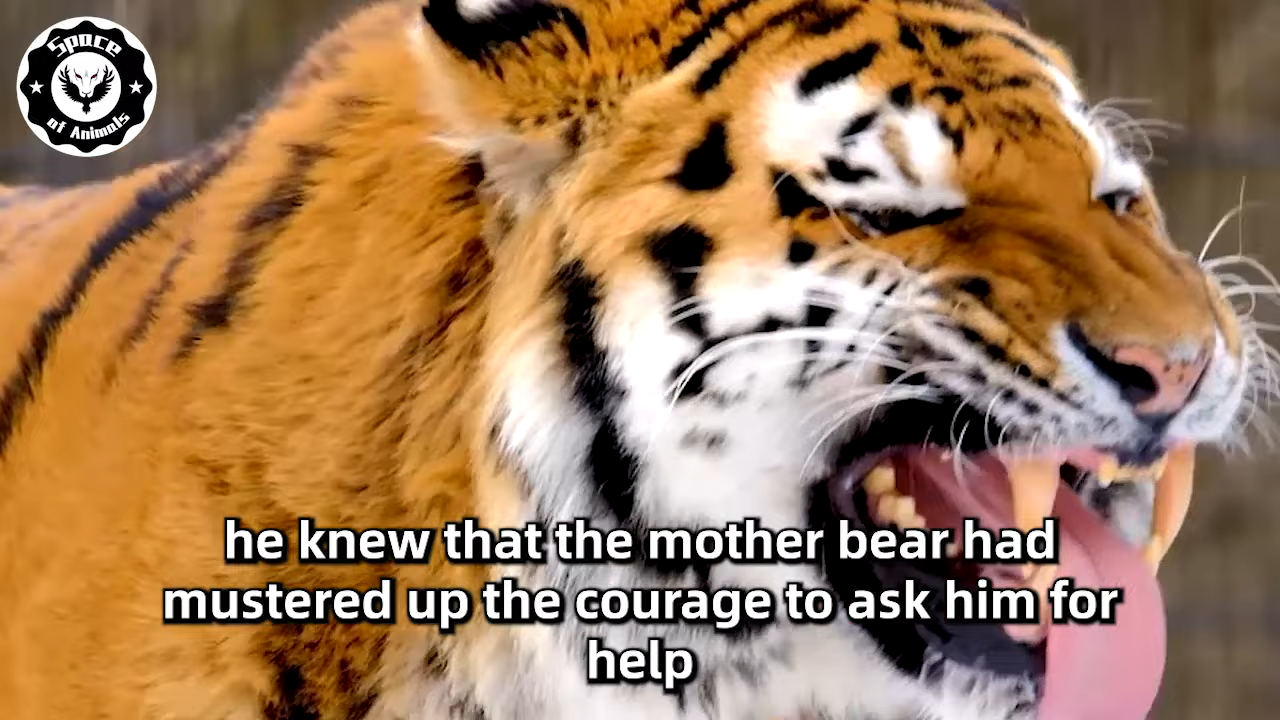 Space
of Animals
he knew that the mother bear had
mustered up the courage to ask him for
help